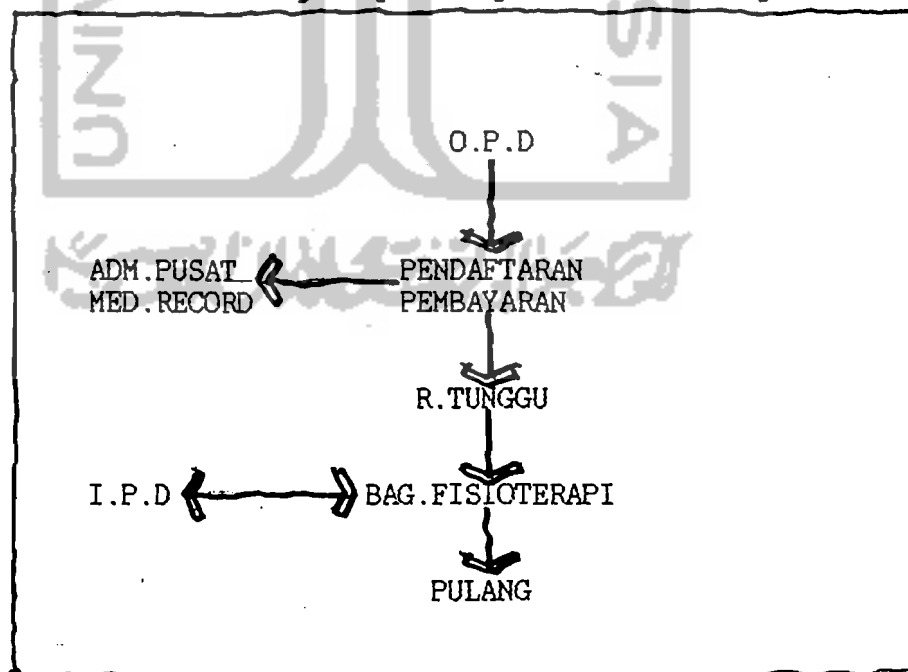 O.P.D
ADM.PUSAT PENDAFTARAN
MED.RECORD PEMBAYARAN
R.TUNGGU
I.P.D BAG.FISIOTERAPI
PULANG